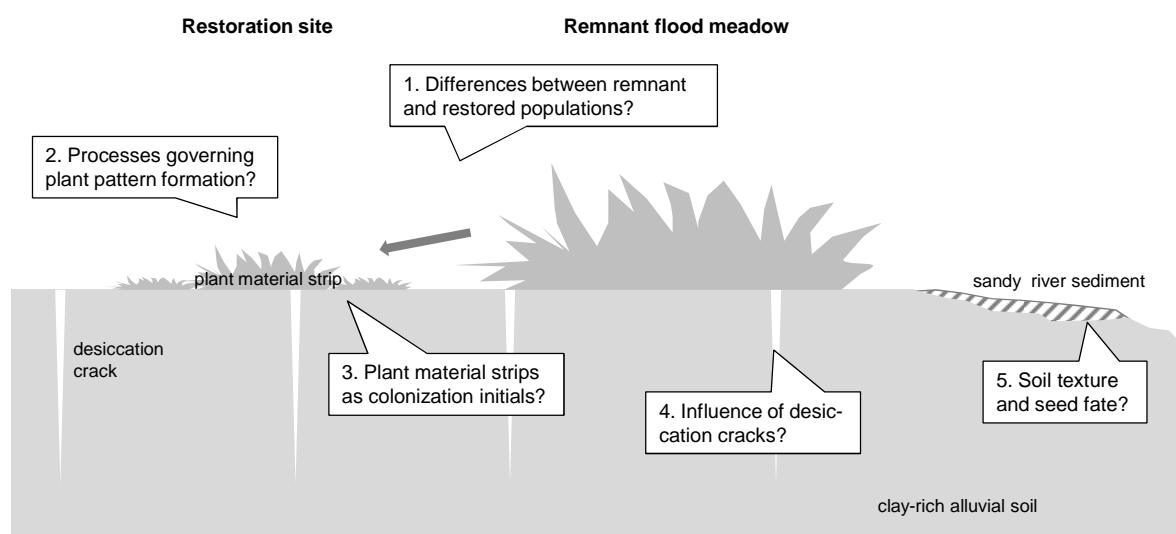 Restoration site
Remnant flood meadow
1. Differences between remnant
and restored populations?
2. Processes governing
plant pattern formation?
plant material strip
sandy river sediment
desiccation
crack
3. Plant material strips
as colonization initials?
4. Influence of desic-
cation cracks?
5. Soil texture
and seed fate?
clay-rich alluvial soil